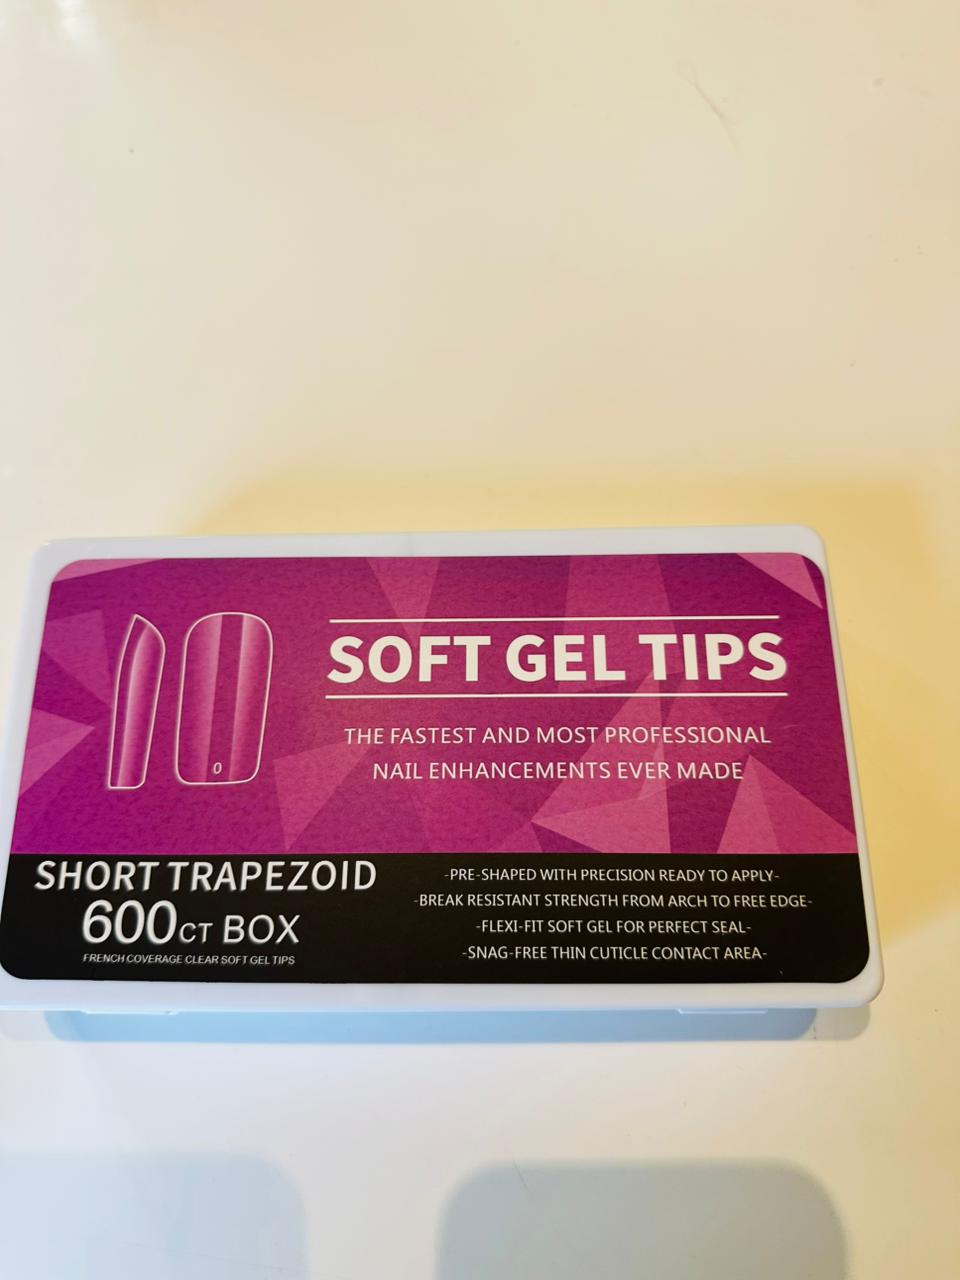 SOFT GEL TIPS
THE FASTEST AND MOST PROFESSIONAL
NAIL ENHANCEMENTS EVER MADE
0
SHORT TRAPEZOID
600CT BOX
FRENCH COVERAGE CLEAR SOFT GEL TIPS
-PRE-SHAPED WITH PRECISION READY TO APPLY-
-BREAK RESISTANT STRENGTH FROM ARCH TO FREE EDGE-
-FLEXI-FIT SOFT GEL FOR PERFECT SEAL-
-SNAG-FREE THIN CUTICLE CONTACT AREA-